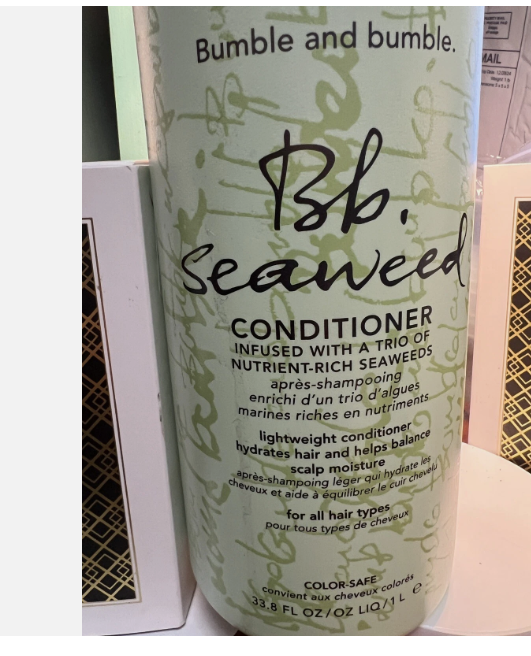 Bumble and bumble.
Bb.
seaweed
CONDITIONER
INFUSED WITH A TRIO OF
NUTRIENT-RICH SEAWEEDS
après-shampooing
enrichi d'un trio d'algues
marines riches en nutriments
lightweight conditioner
hydrates hair and helps balance
scalp moisture
après-shampoing léger qui hydrate les
cheveux et aide à équilibrer le cuir chevelu
for all hair types
pour tous types de cheveux
COLOR-SAFE
convient aux cheveux colorés
33.8 FL OZ/OZ LIQ/1 L e
MAIL